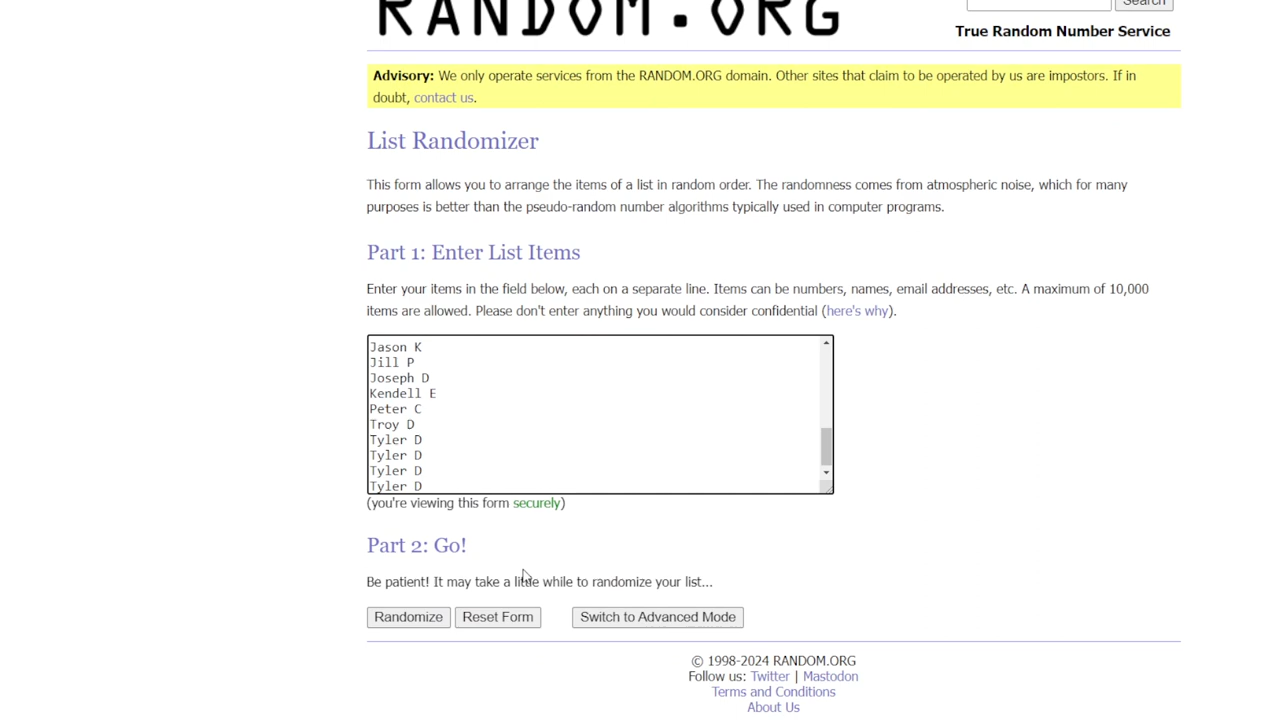 RANDOM.ORG
Search
True Random Number Service
Advisory: We only operate services from the RANDOM.ORG domain. Other sites that claim to be operated by us are impostors. If in
doubt, contact us.
List Randomizer
This form allows you to arrange the items of a list in random order. The randomness comes from atmospheric noise, which for many
purposes is better than the pseudo-random number algorithms typically used in computer programs.
Part 1: Enter List Items
Enter your items in the field below, each on a separate line. Items can be numbers, names, email addresses, etc. A maximum of 10,000
items are allowed. Please don't enter anything you would consider confidential (here's why).
Jason K
Jill P
Joseph D
Kendell E
Peter C
Troy D
Tyler D
Tyler D
Tyler D
Tyler D
(you're viewing this form securely)
Part 2: Go!
Be patient! It may take a little while to randomize your list...
Randomize Reset Form Switch to Advanced Mode
© 1998-2024 RANDOM.ORG
Follow us: Twitter | Mastodon
Terms and Conditions
About Us